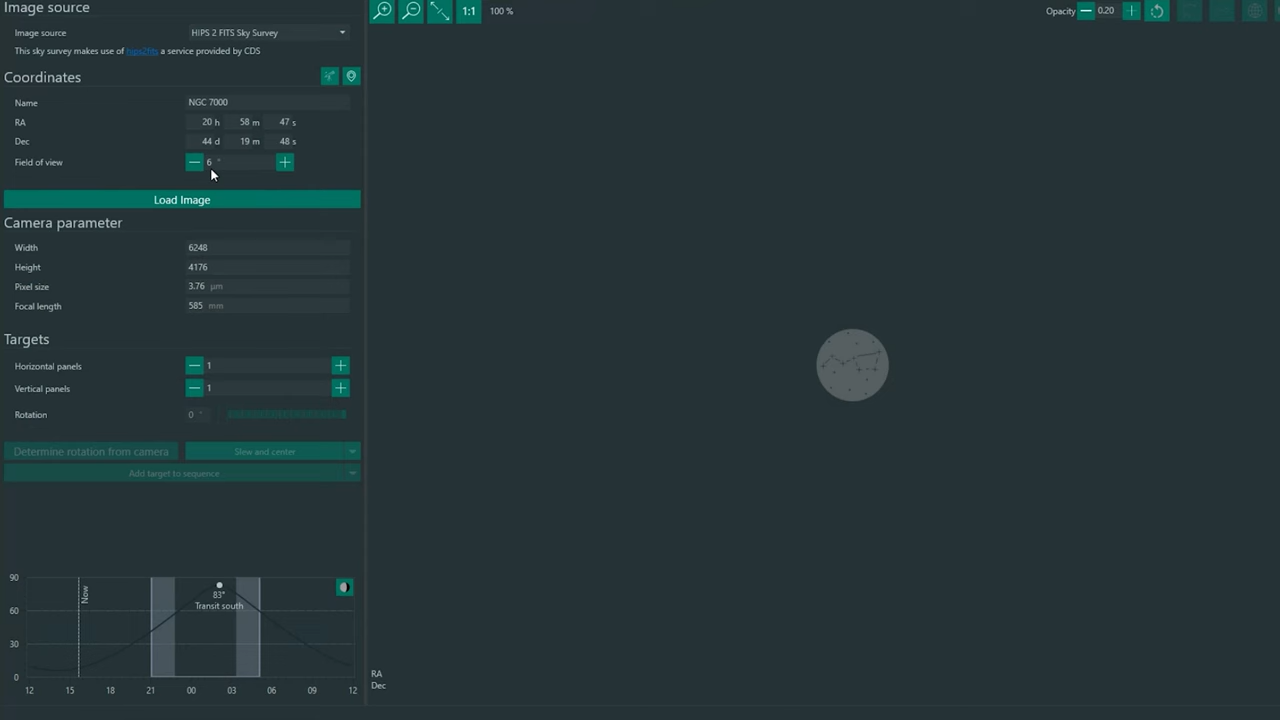 Image source
Image source HIPS 2 FITS Sky Survey
This sky survey makes use of hips2fits a service provided by CDS
Coordinates
Name NGC 7000
RA 20 h 58 m 47 s
Dec 44 d 19 m 48 s
Field of view 6 °
Load Image
Camera parameter
Width 6248
Height 4176
Pixel size 3.76 µm
Focal length 585 mm
Targets
Horizontal panels 1
Vertical panels 1
Rotation 0 °
Determine rotation from camera Slew and center
Add target to sequence
90
60
30
0
Now
83°
Transit south
12 15 18 21 00 03 06 09 12
1:1 100 %
Opacity 0.20
RA
Dec